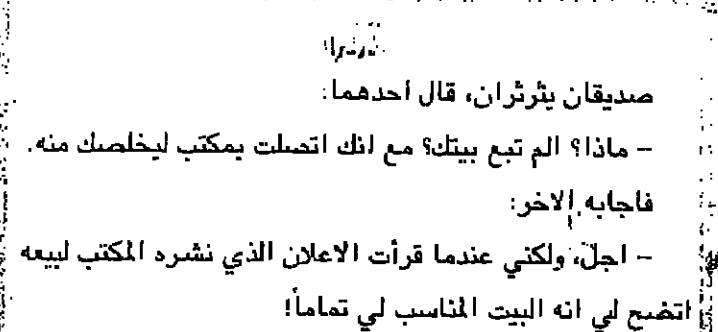 صديقان يثرثران، قال احدهما:
– ماذا؟ الم تبع بيتك؟ مع انك اتصلت بمكتب ليخلصك منه.
فاجابه الاخر:
– اجل، ولكني عندما قرأت الاعلان الذي نشره المكتب لبيعه
اتضح لي انه البيت المناسب لي تماماً!